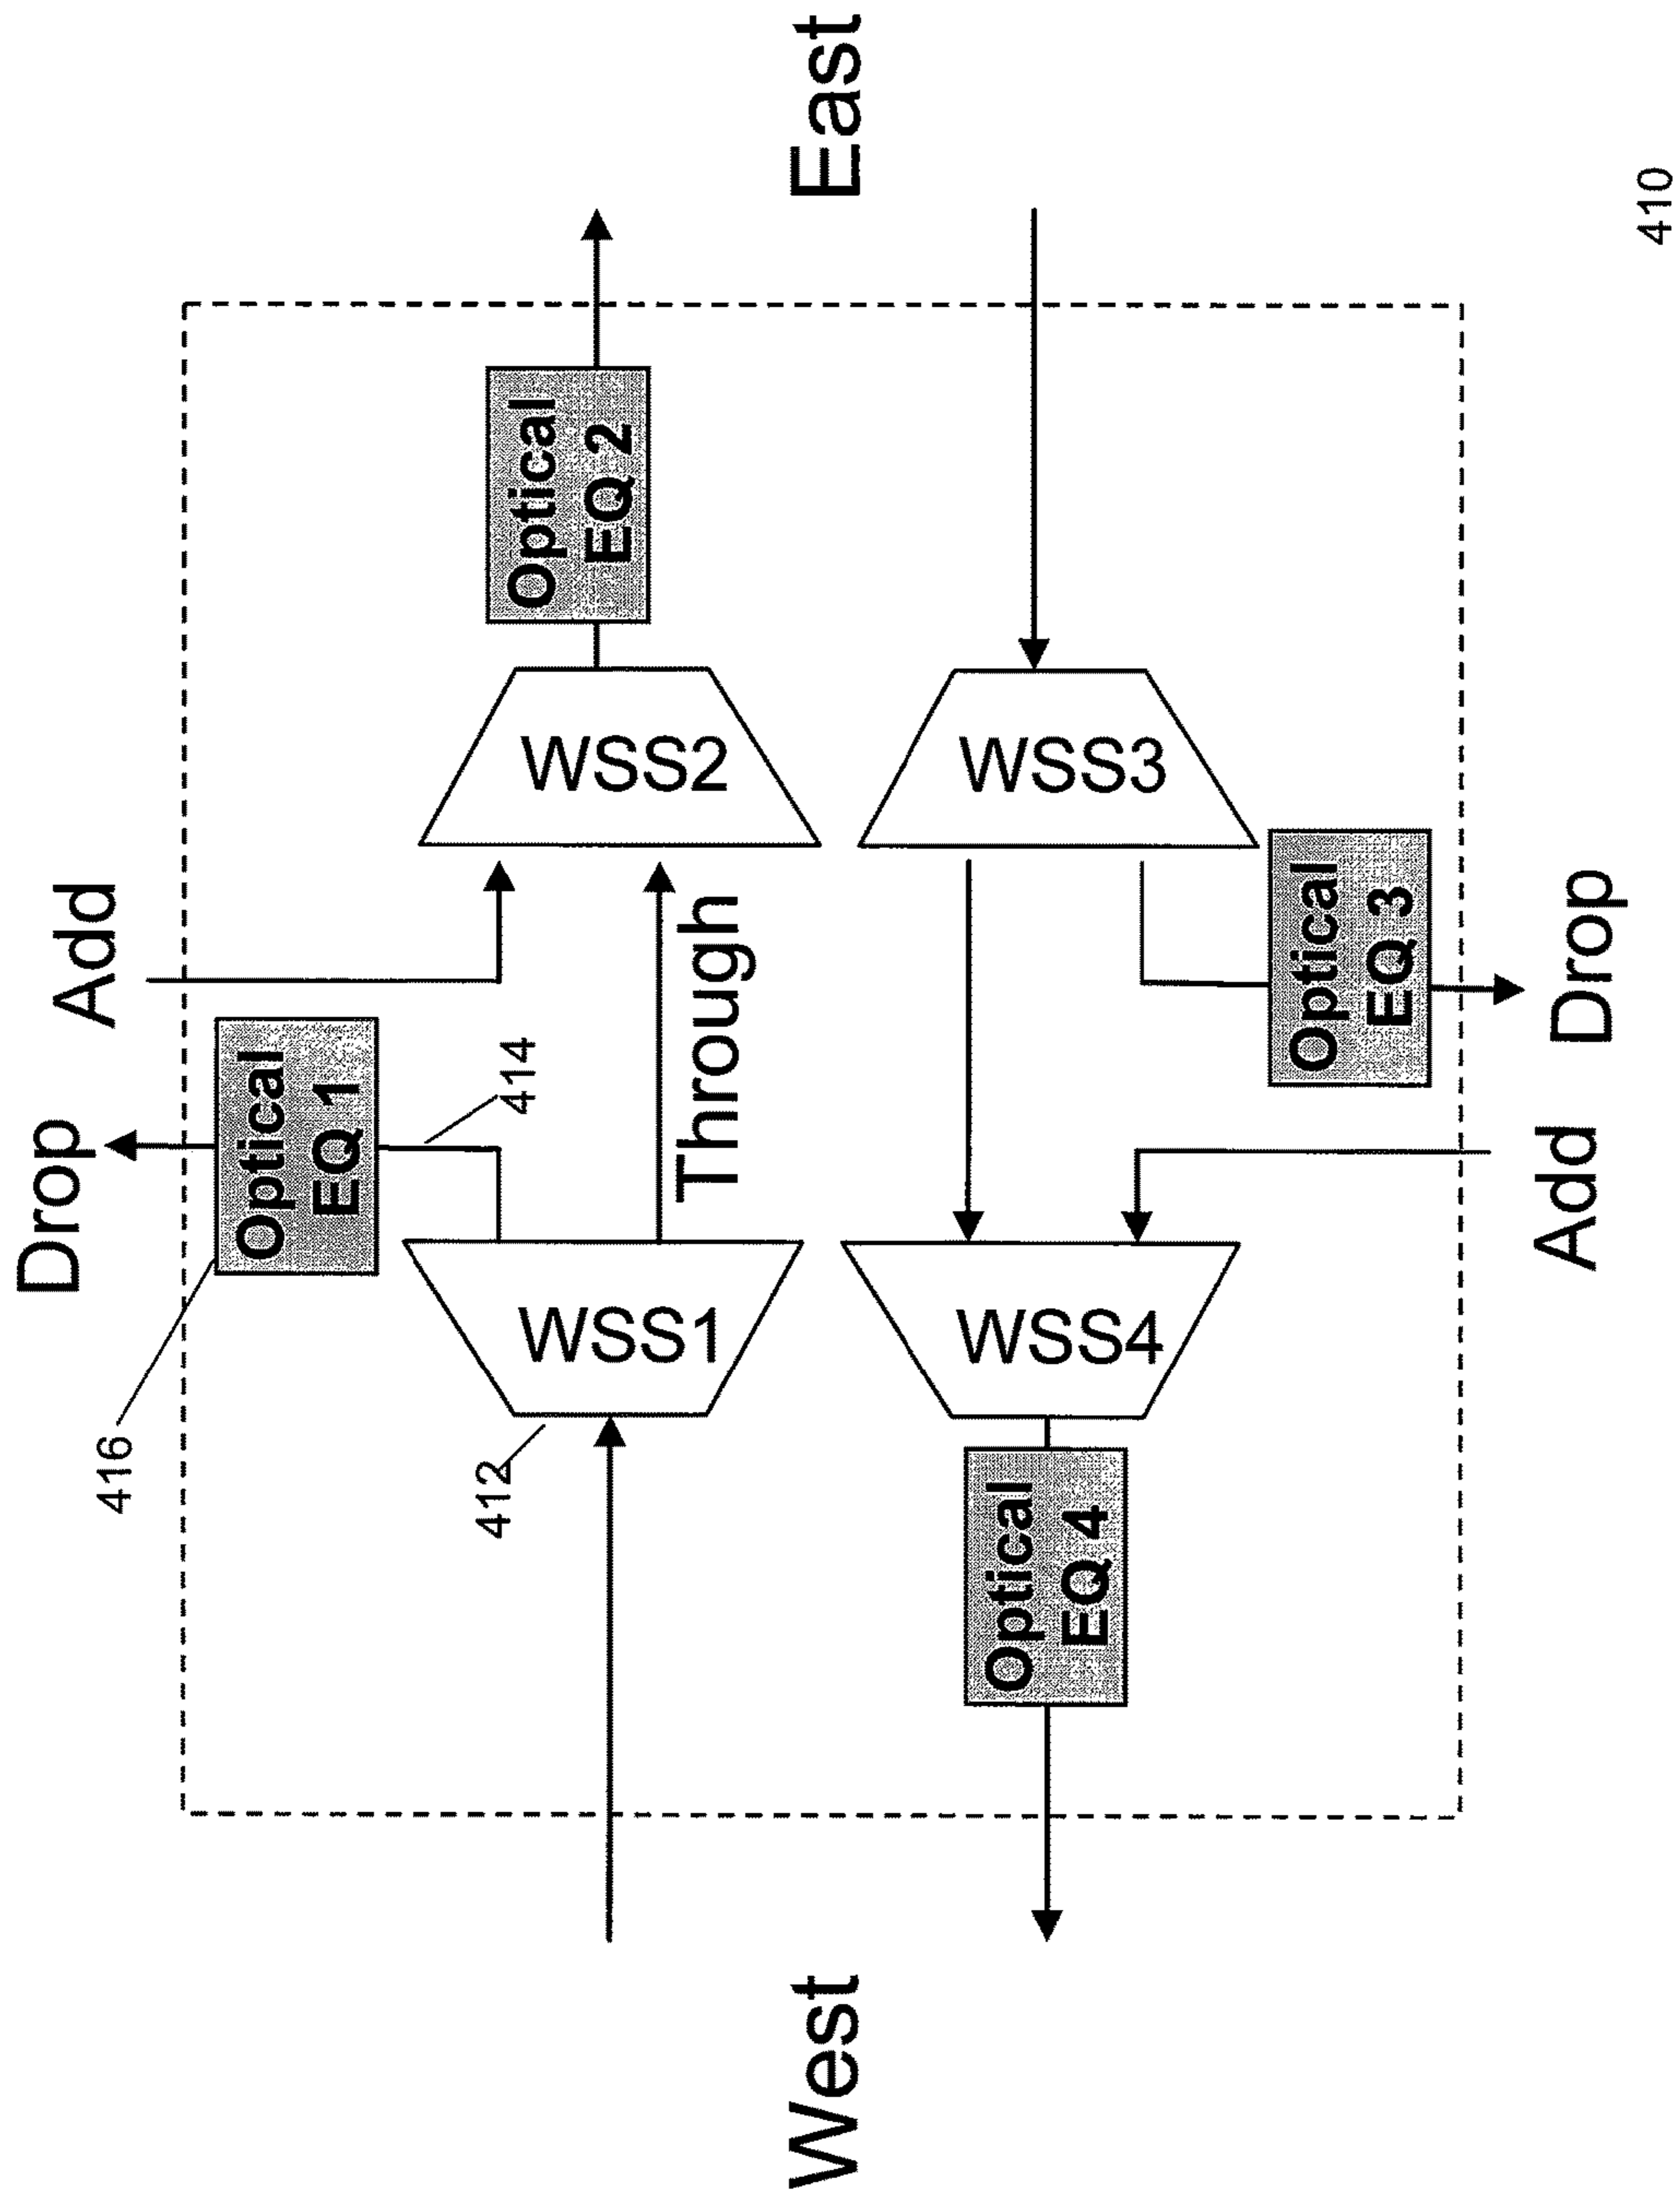 Drop
Add
416
Optical
EQ 1
414
412
WSS1
Through
WSS2
Optical
EQ 2
West
East
Optical
EQ 4
WSS4
WSS3
Optical
EQ 3
Add
Drop
410